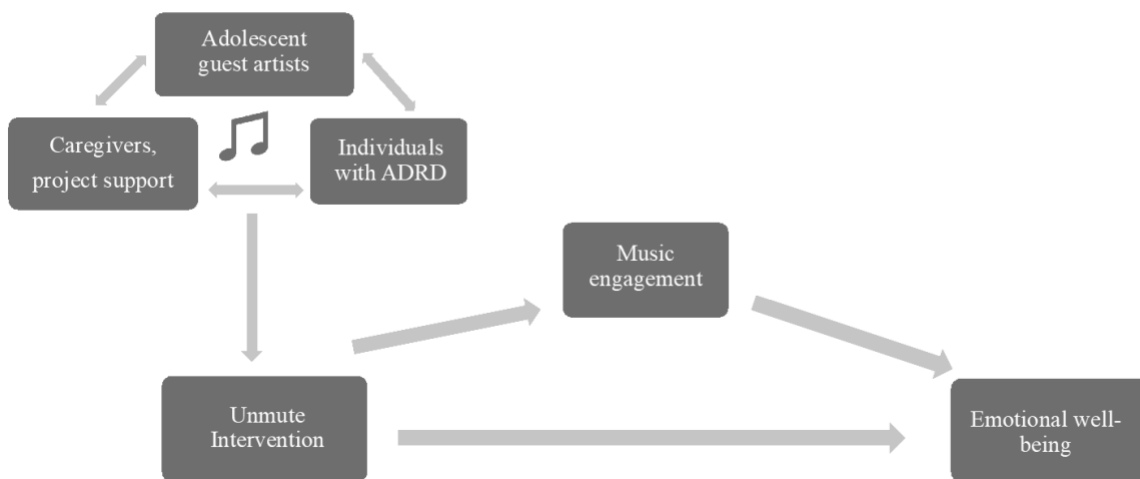 Adolescent
guest artists
Caregivers,
project support
Individuals
with ADRD
Music
engagement
Unmute
Intervention
Emotional well-
being